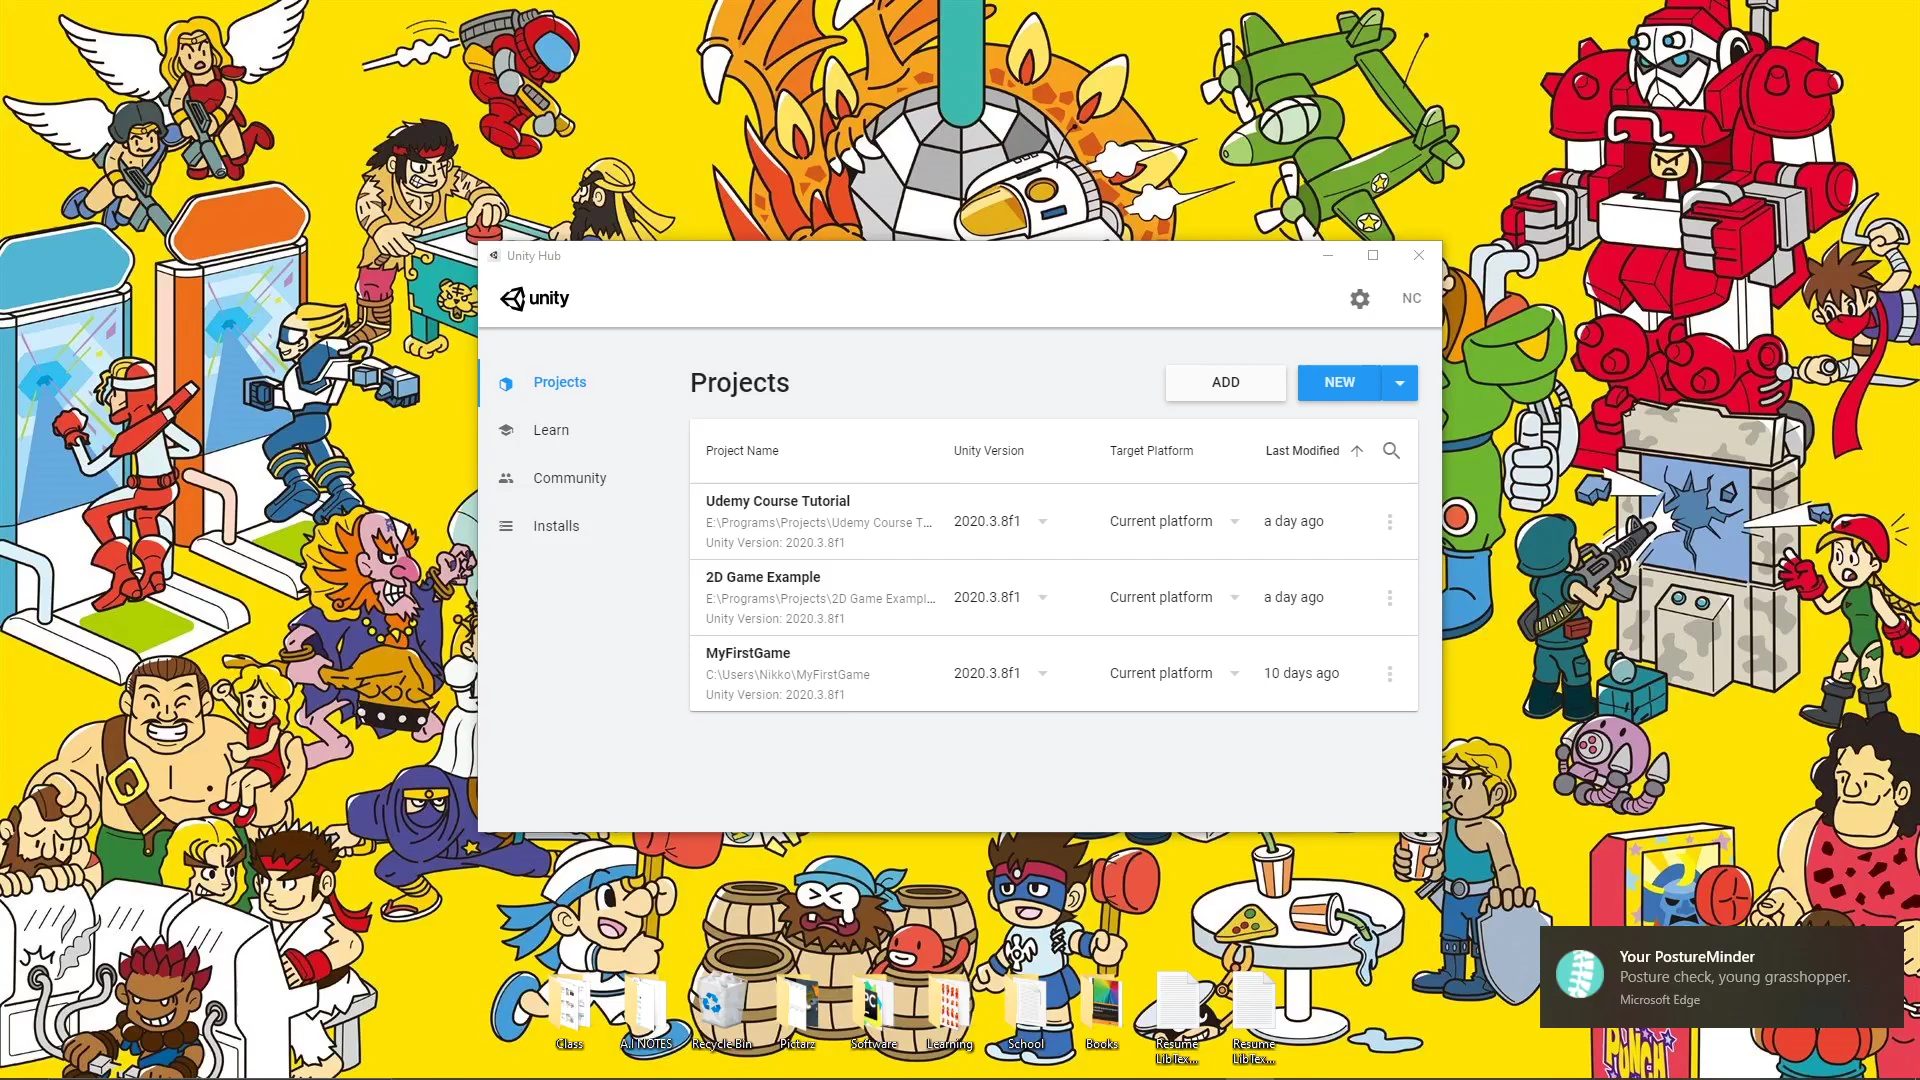 Unity Hub
unity
NC
Projects
Learn
Community
Installs
Projects
ADD
NEW
Project Name
Unity Version
Target Platform
Last Modified
Udemy Course Tutorial
E:\Programs\Projects\Udemy Course T...
Unity Version: 2020.3.8f1
2020.3.8f1
Current platform
a day ago
2D Game Example
E:\Programs\Projects\2D Game Exampl...
Unity Version: 2020.3.8f1
2020.3.8f1
Current platform
a day ago
MyFirstGame
C:\Users\Nikko\MyFirstGame
Unity Version: 2020.3.8f1
2020.3.8f1
Current platform
10 days ago
Your PostureMinder
Posture check, young grasshopper.
Microsoft Edge
PC
Class
A.I NOTES
Recycle Bin
Pictarz
Software
Learning
School
Books
Resume
LibTex...
Resume
LibTex...
PUNCH